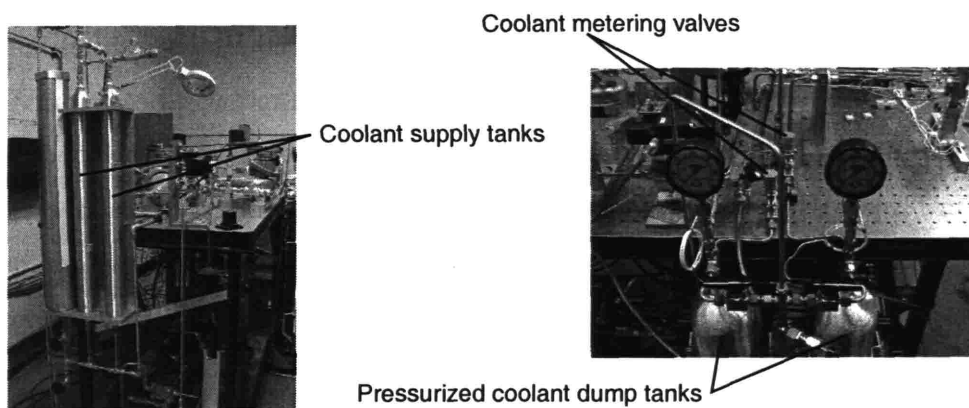 Coolant metering valves
Coolant supply tanks
Pressurized coolant dump tanks